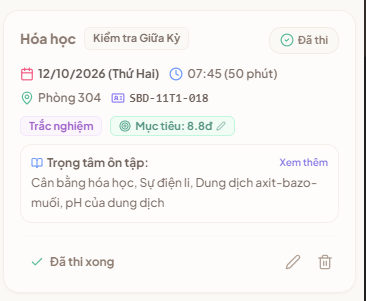 Hóa học Kiểm tra Giữa Kỳ Đã thi
12/10/2026 (Thứ Hai) 07:45 (50 phút)
Phòng 304 SBD-11T1-018
Trắc nghiệm Mục tiêu: 8.8đ
Trọng tâm ôn tập: Xem thêm
Cân bằng hóa học, Sự điện li, Dung dịch axit-bazo-
muối, pH của dung dịch
Đã thi xong